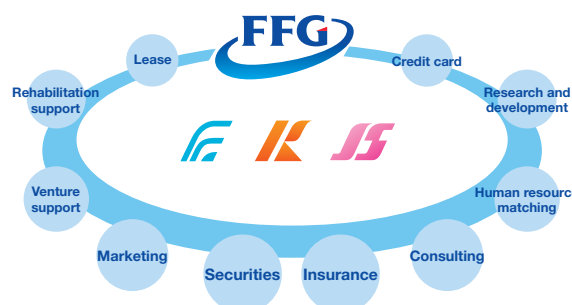 FFG
Lease
Credit card
Rehabilitation
support
Research and
development
Venture
support
Human resourc
matching
Marketing
Consulting
Securities
Insurance